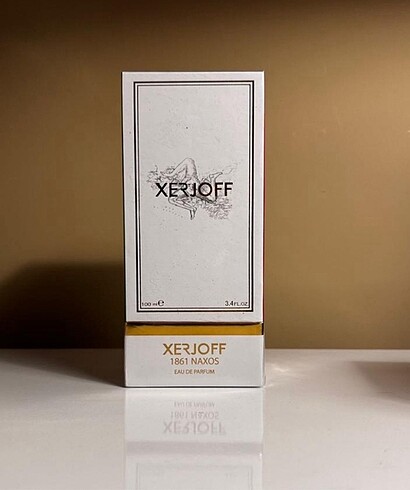 XERJOFF
100 ml℮ 3.4 FL.OZ
XERJOFF
1861 NAXOS
EAU DE PARFUM